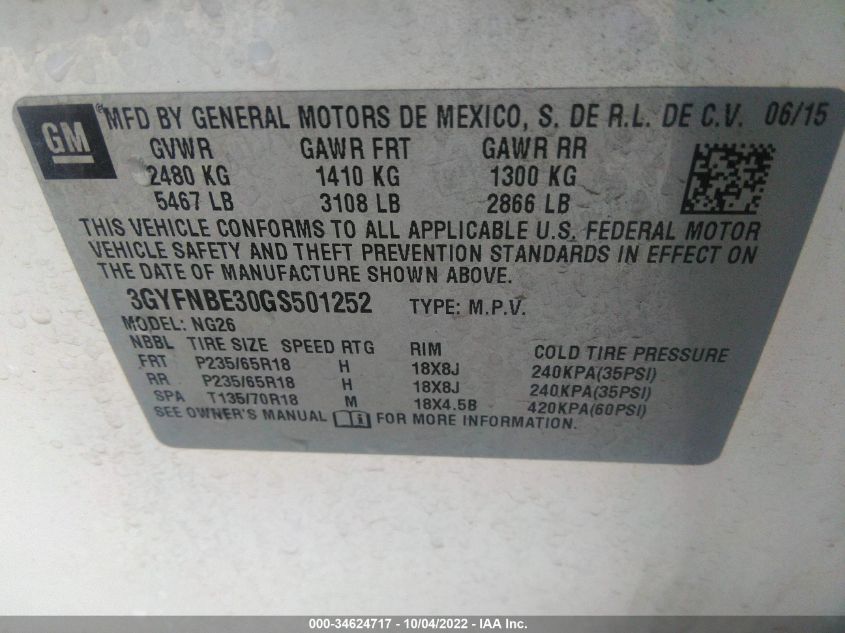 GM ® MFD BY GENERAL MOTORS DE MEXICO, S. DE R.L. DE C.V. 06/15
GVWR GAWR FRT GAWR RR
2480 KG 1410 KG 1300 KG
5467 LB 3108 LB 2866 LB
THIS VEHICLE CONFORMS TO ALL APPLICABLE U.S. FEDERAL MOTOR
VEHICLE SAFETY AND THEFT PREVENTION STANDARDS IN EFFECT ON
THE DATE OF MANUFACTURE SHOWN ABOVE.
3GYFNBE30GS501252 TYPE: M.P.V.
MODEL: NG26
NBBL TIRE SIZE SPEED RTG RIM COLD TIRE PRESSURE
FRT P235/65R18 H 18X8J 240KPA(35PSI)
RR P235/65R18 H 18X8J 240KPA(35PSI)
SPA T135/70R18 M 18X4.5B 420KPA(60PSI)
SEE OWNER'S MANUAL FOR MORE INFORMATION.
000-34624717 - 10/04/2022 - IAA Inc.